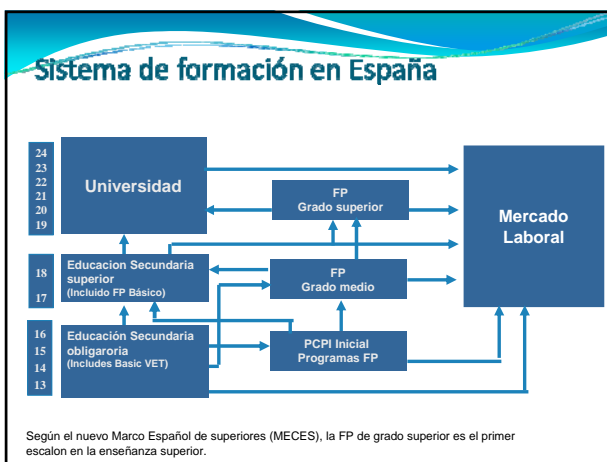 Sistema de formación en España
24
23
22
21
20
19
Universidad
FP
Grado superior
Mercado
Laboral
18
17
Educacion Secundaria
superior
(Incluido FP Básico)
FP
Grado medio
16
15
14
13
Educación Secundaria
obligaroria
(Includes Basic VET)
PCPI Inicial
Programas FP
Según el nuevo Marco Español de superiores (MECES), la FP de grado superior es el primer
escalon en la enseñanza superior.